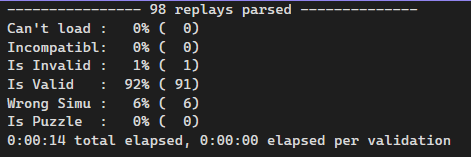 ---------------- 98 replays parsed --------------
Can't load :   0% (  0)
Incompatibl:   0% (  0)
Is Invalid :   1% (  1)
Is Valid   :  92% ( 91)
Wrong Simu :   6% (  6)
Is Puzzle  :   0% (  0)
0:00:14 total elapsed, 0:00:00 elapsed per validation